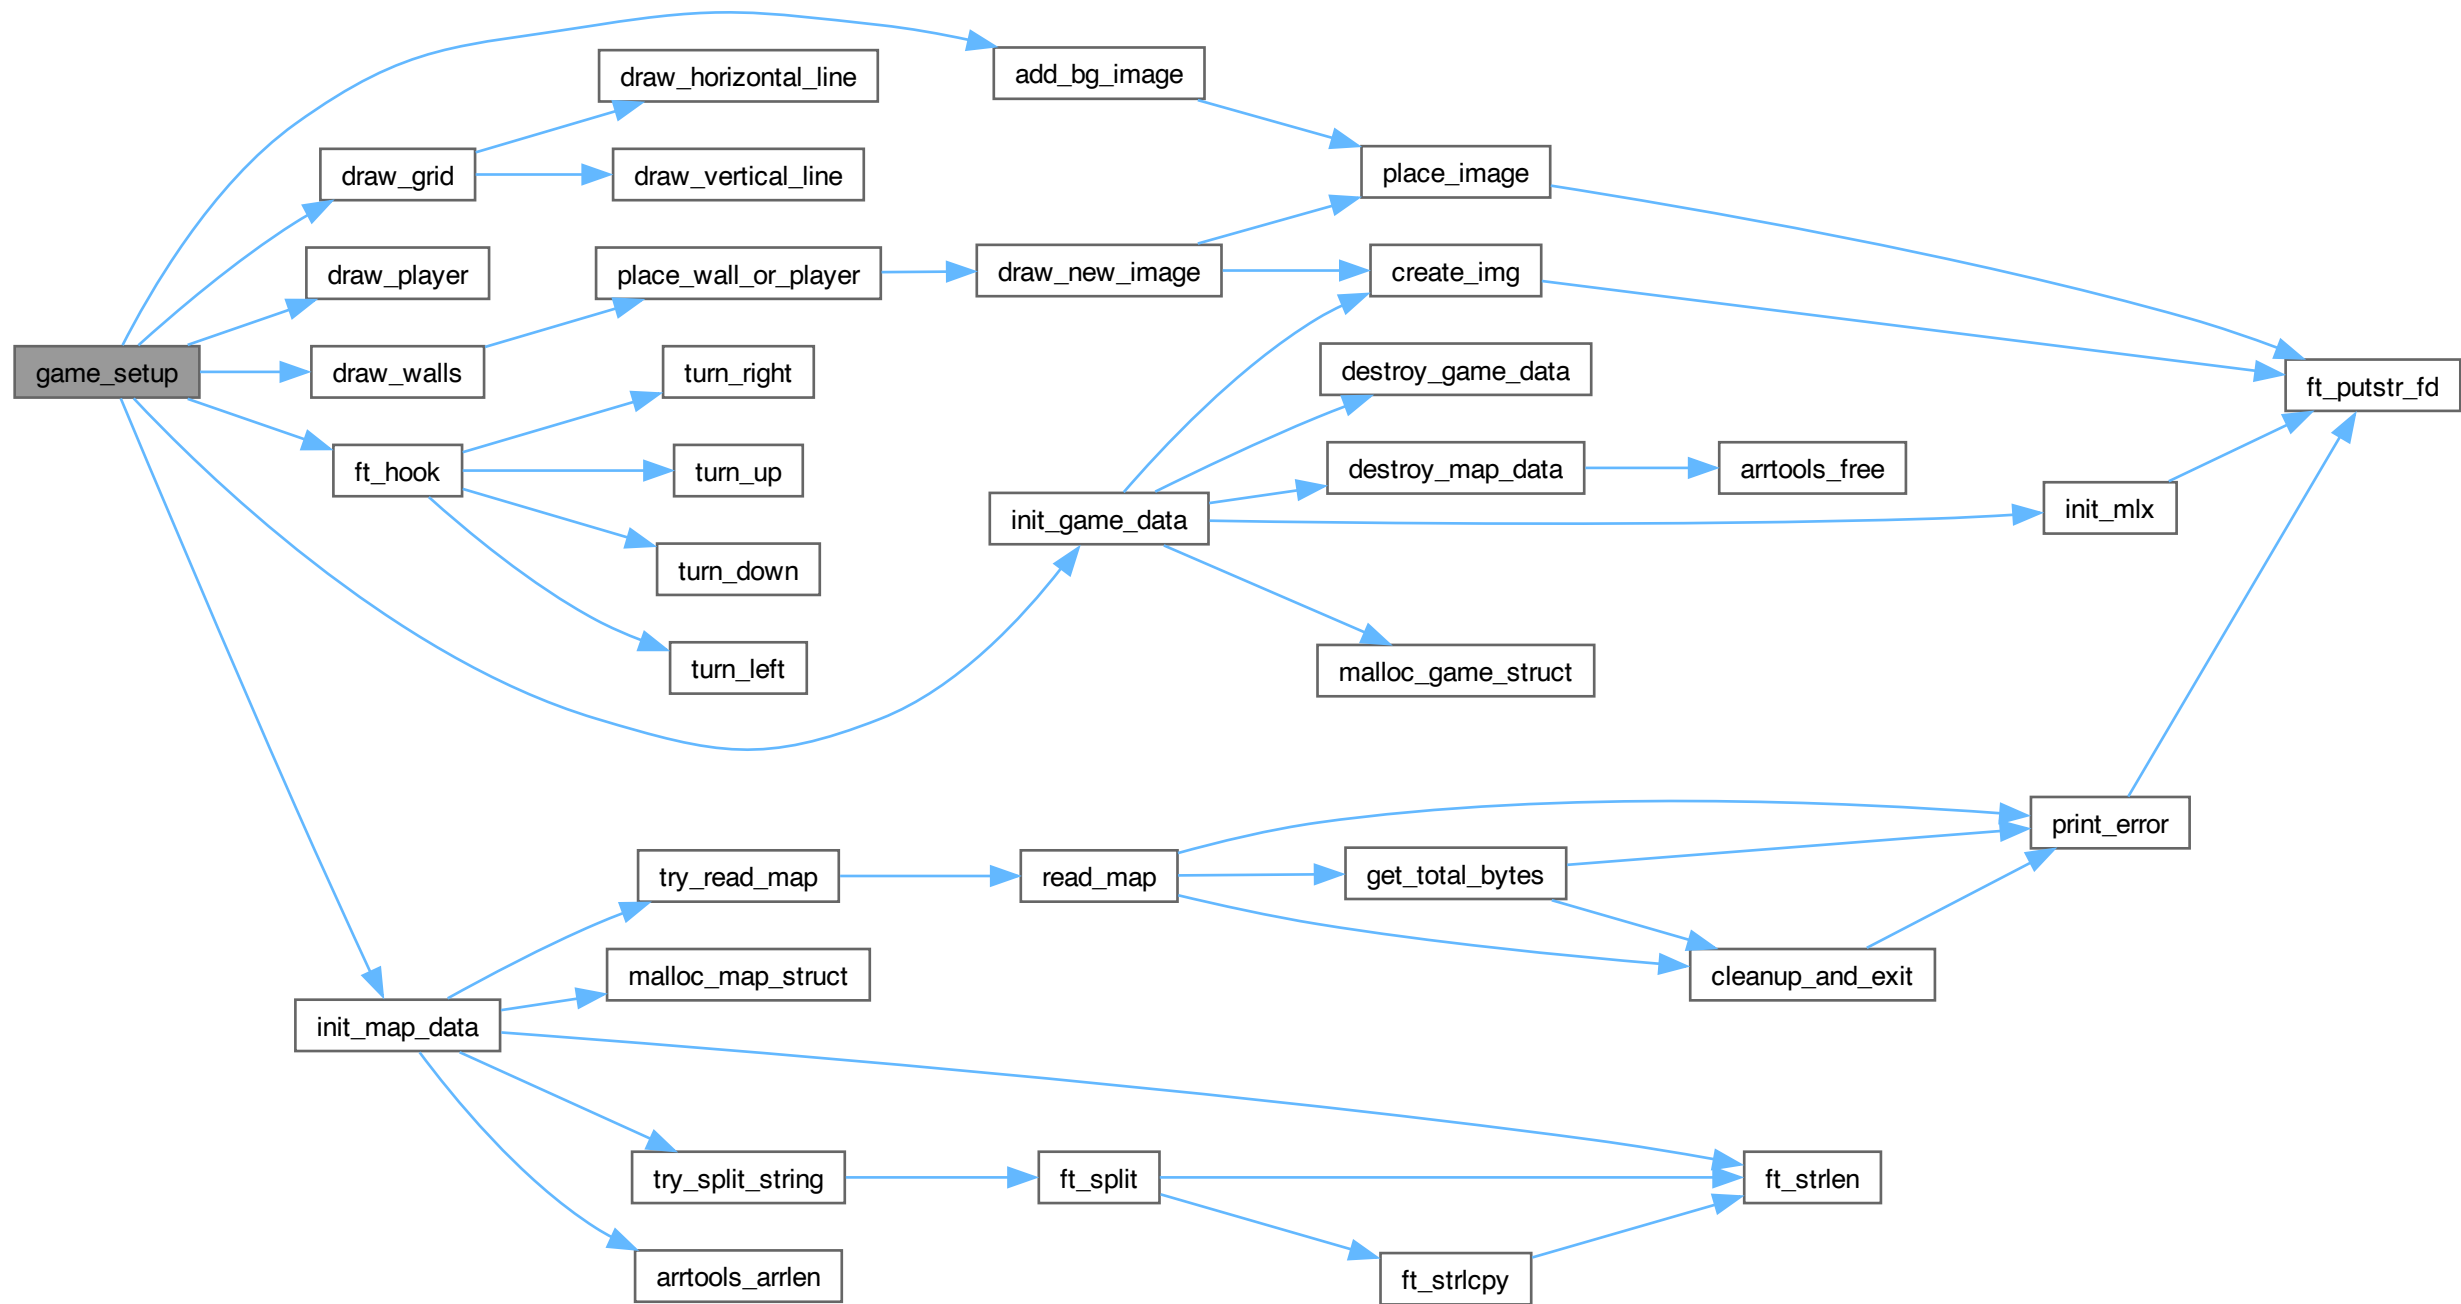 add_bg_image
draw_horizontal_line
draw_grid
draw_vertical_line
place_image
draw_player
place_wall_or_player
draw_new_image
create_img
game_setup
draw_walls
turn_right
destroy_game_data
ft_putstr_fd
ft_hook
turn_up
destroy_map_data
arrtools_free
init_game_data
init_mlx
turn_down
turn_left
malloc_game_struct
print_error
try_read_map
read_map
get_total_bytes
malloc_map_struct
cleanup_and_exit
init_map_data
try_split_string
ft_split
ft_strlen
arrtools_arrlen
ft_strlcpy